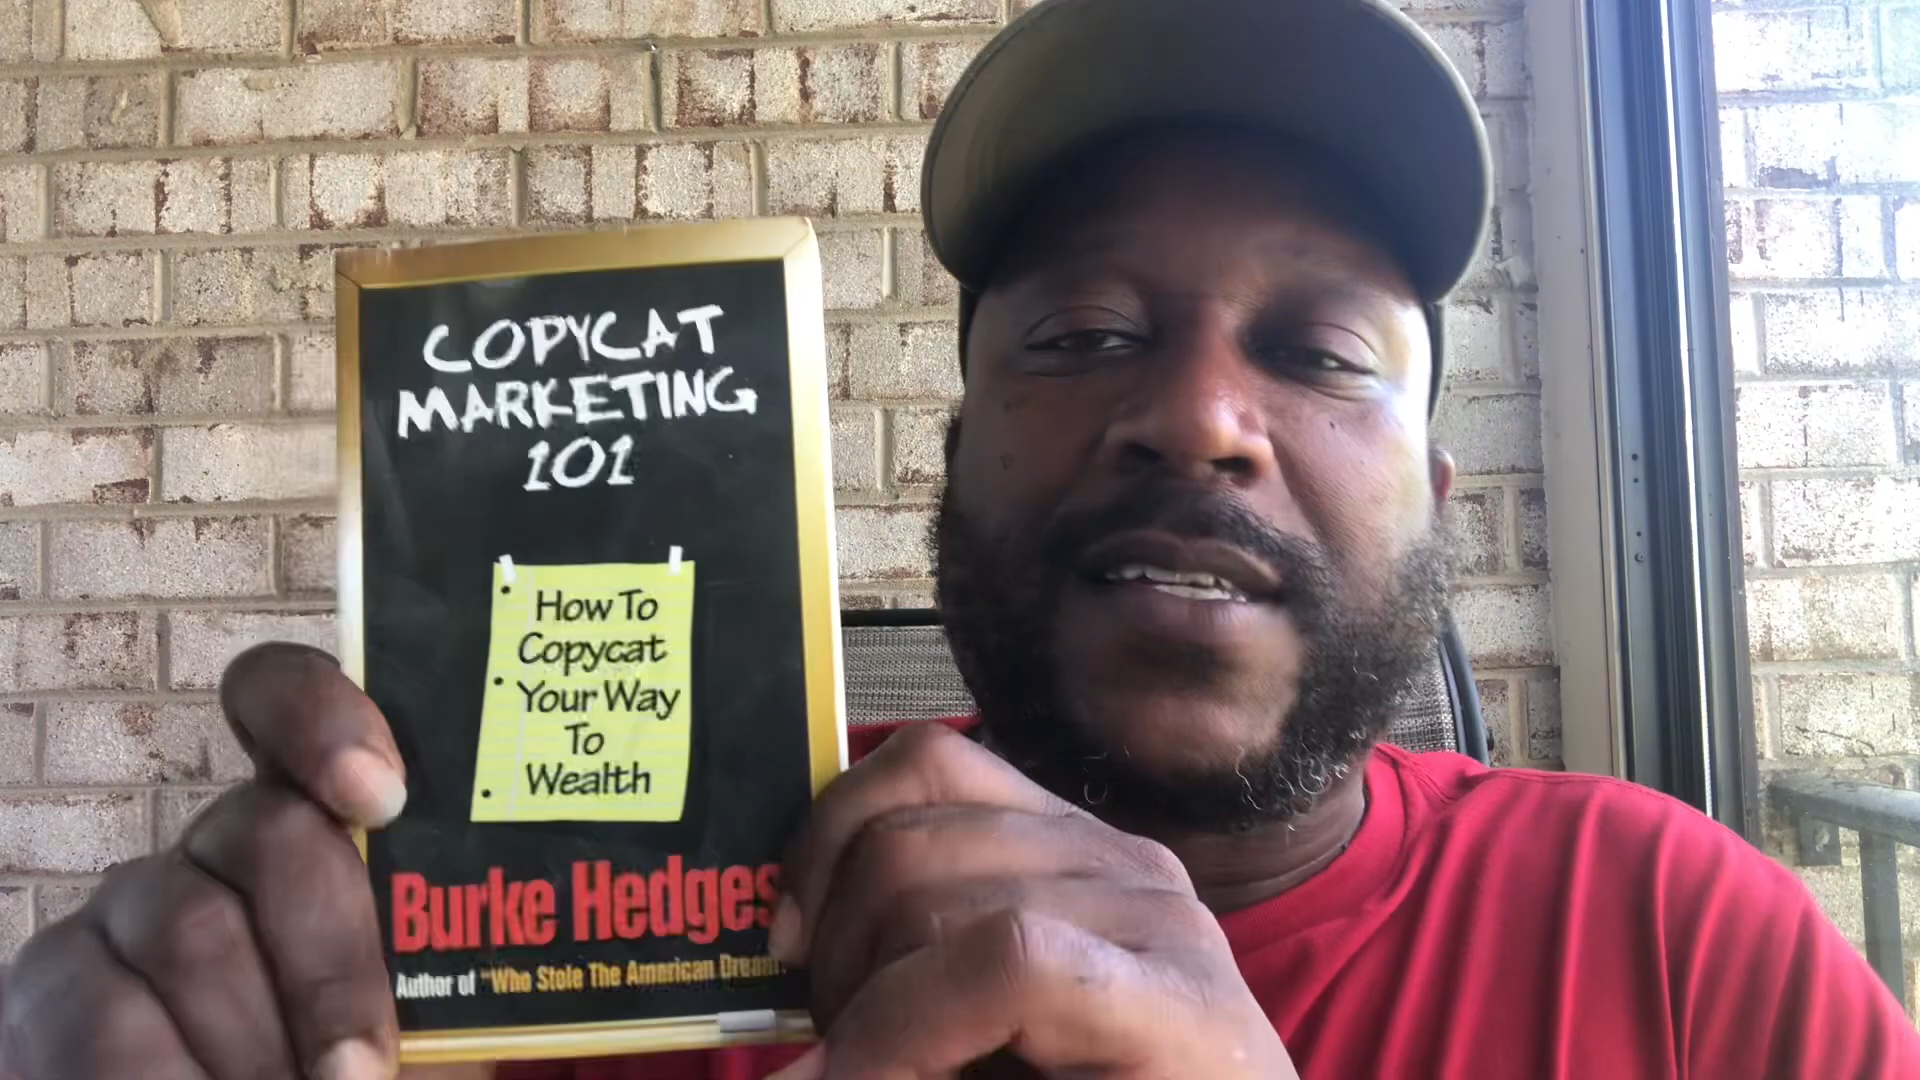 COPYCAT
MARKETING
101
How To
Copycat
Your Way
To
Wealth
Burke Hedges
Author of "Who Stole The American Dream